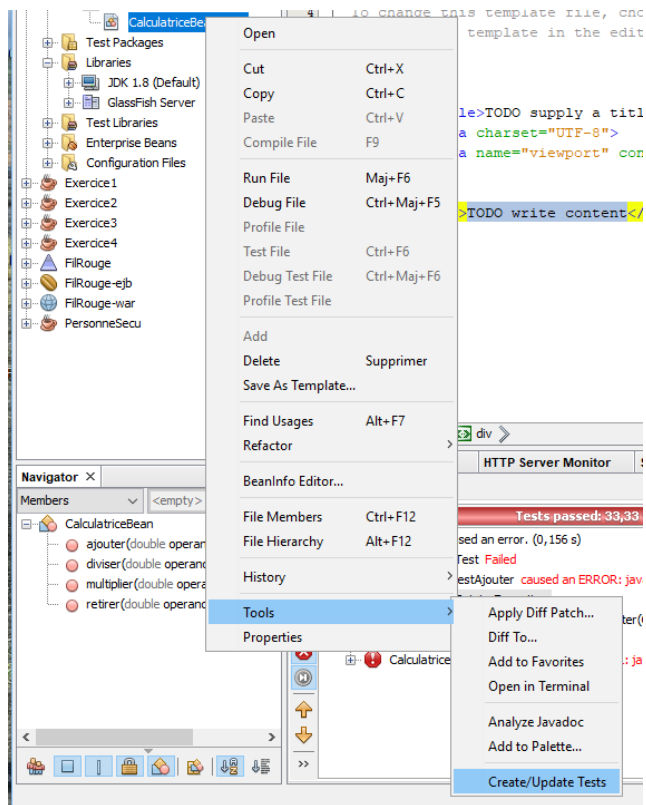 CalculatriceBea
Test Packages
Libraries
JDK 1.8 (Default)
GlassFish Server
Test Libraries
Enterprise Beans
Configuration Files
Exercice1
Exercice2
Exercice3
Exercice4
FilRouge
FilRouge-ejb
FilRouge-war
PersonneSecu
Open
Cut Ctrl+X
Copy Ctrl+C
Paste Ctrl+V
Compile File F9
Run File Maj+F6
Debug File Ctrl+Maj+F5
Profile File
Test File Ctrl+F6
Debug Test File Ctrl+Maj+F6
Profile Test File
Add
Delete Supprimer
Save As Template...
Find Usages Alt+F7
Refactor
BeanInfo Editor...
File Members Ctrl+F12
File Hierarchy Alt+F12
History
Tools
Properties
4 To change this template file, cho
template in the edit
le>TODO supply a titl
a charset="UTF-8">
a name="viewport" con
>TODO write content</
div
HTTP Server Monitor
Tests passed: 33,33
sed an error. (0,156 s)
Test Failed
estAjouter caused an ERROR: jav
ter(
Calculatrice
: ja
Apply Diff Patch...
Diff To...
Add to Favorites
Open in Terminal
Analyze Javadoc
Add to Palette...
Create/Update Tests
Navigator
Members
<empty>
CalculatriceBean
ajouter(double operan
diviser(double operand
multiplier(double opera
retirer(double operand